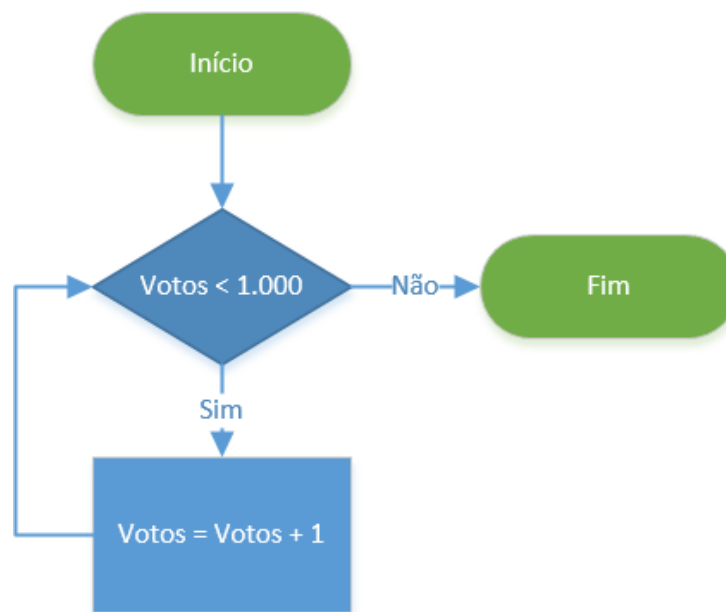 Início
Votos < 1.000
Não
Fim
Sim
Votos = Votos + 1